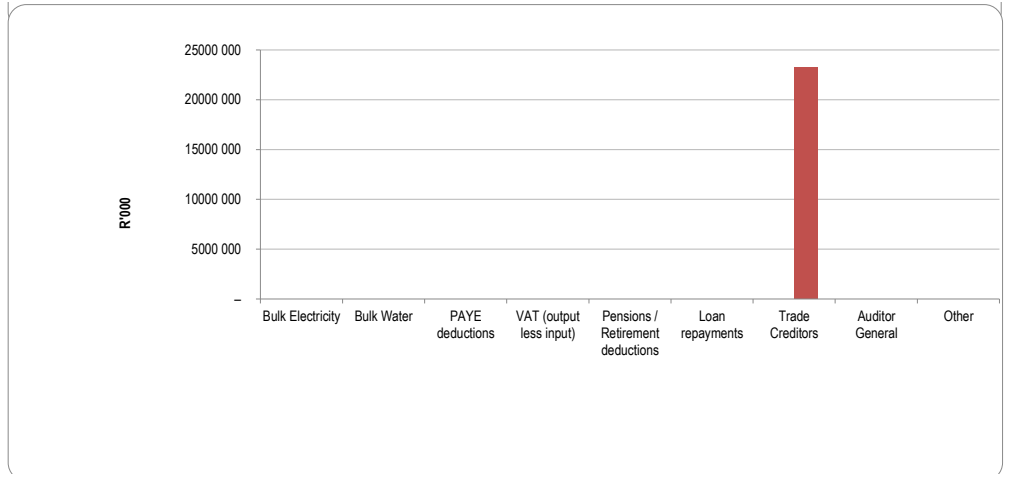 25000 000
20000 000
15000 000
10000 000
5000 000
–
R'000
Bulk Electricity
Bulk Water
PAYE
deductions
VAT (output
less input)
Pensions /
Retirement
deductions
Loan
repayments
Trade
Creditors
Auditor
General
Other